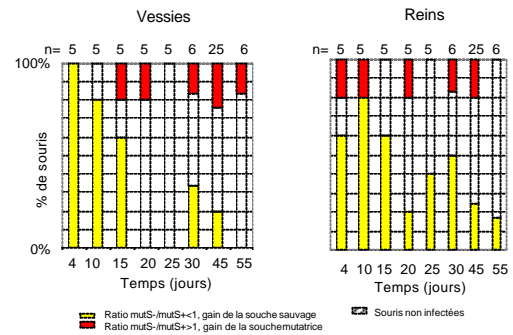 Vessies
Reins
n= 5 5 5 5 5 6 25 6
n= 5 5 5 5 5 6 25 6
100%
% de souris
0%
4 10 15 20 25 30 45 55
4 10 15 20 25 30 45 55
Temps (jours)
Temps (jours)
Ratio mutS-/mutS+<1, gain de la souche sauvage
Souris non infectées
Ratio mutS-/mutS+>1, gain de la souchemutatrice